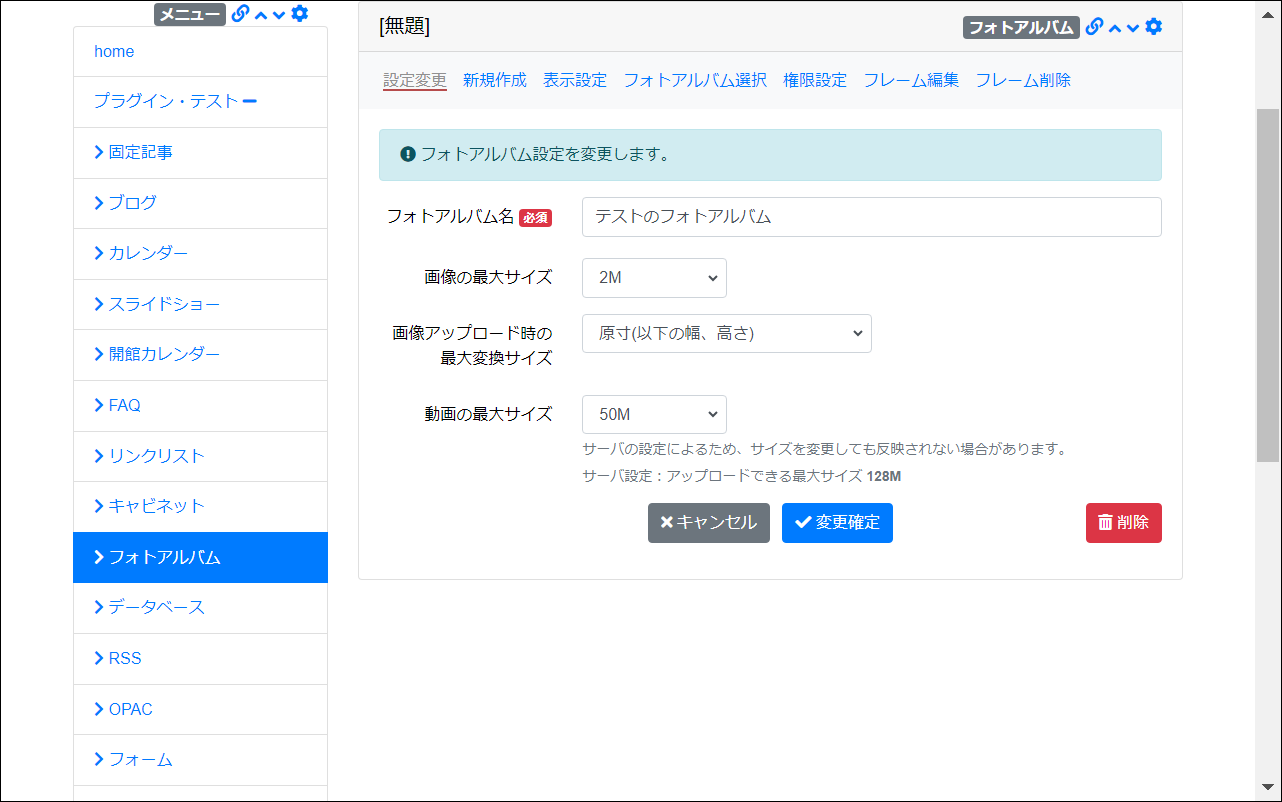 メニュー
home
プラグイン・テスト
固定記事
ブログ
カレンダー
スライドショー
開館カレンダー
FAQ
リンクリスト
キャビネット
フォトアルバム
データベース
RSS
OPAC
フォーム
[無題]
フォトアルバム
設定変更 新規作成 表示設定 フォトアルバム選択 権限設定 フレーム編集 フレーム削除
フォトアルバム設定を変更します。
フォトアルバム名 必須 テストのフォトアルバム
画像の最大サイズ 2M
画像アップロード時の 原寸(以下の幅、高さ)
最大変換サイズ
動画の最大サイズ 50M
サーバの設定によるため、サイズを変更しても反映されない場合があります。
サーバ設定：アップロードできる最大サイズ 128M
キャンセル 変更確定 削除